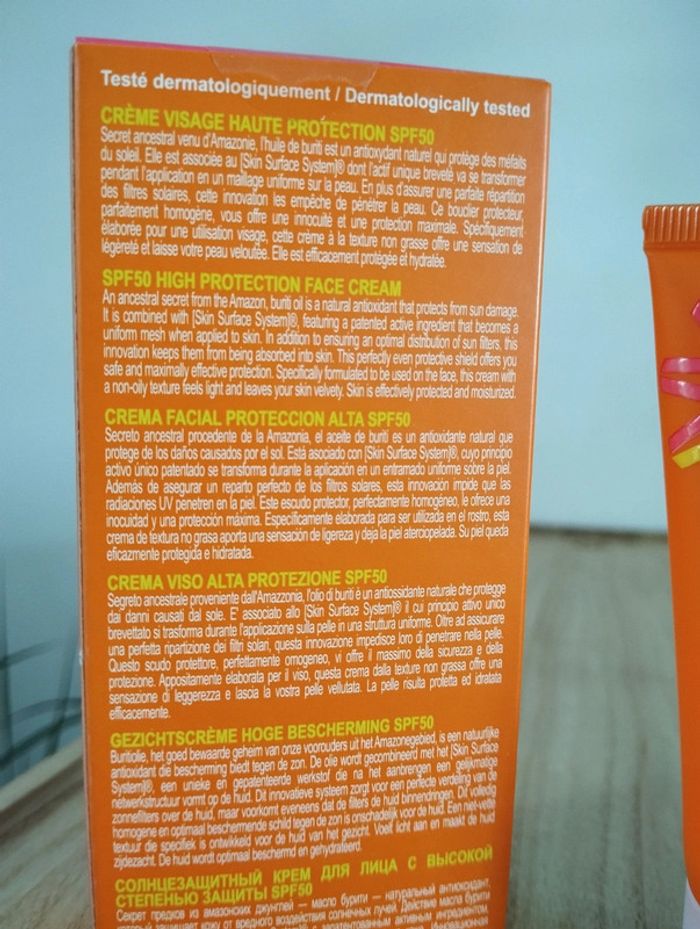 Testé dermatologiquement / Dermatologically tested
CRÈME VISAGE HAUTE PROTECTION SPF50
Secret ancestral venu d'Amazonie, l'huile de buriti est un antioxydant naturel qui protège des méfaits
du soleil. Elle est associée au [Skin Surface System]® dont l'actif unique breveté va se transformer
pendant l'application en un maillage uniforme sur la peau. En plus d'assurer une parfaite répartition
des filtres solaires, cette innovation les empêche de pénétrer la peau. Ce bouclier protecteur,
parfaitement homogène, vous offre une innocuité et une protection maximale. Spécifiquement
élaborée pour une utilisation visage, cette crème à la texture non grasse offre une sensation de
légèreté et laisse votre peau veloutée. Elle est efficacement protégée et hydratée.
SPF50 HIGH PROTECTION FACE CREAM
An ancestral secret from the Amazon, buriti oil is a natural antioxidant that protects from sun damage.
It is combined with [Skin Surface System]®, featuring a patented active ingredient that becomes a
uniform mesh when applied to skin. In addition to ensuring an optimal distribution of sun filters, this
innovation keeps them from being absorbed into skin. This perfectly even protective shield offers you
safe and maximally effective protection. Specifically formulated to be used on the face, this cream with
a non-oily texture feels light and leaves your skin velvety. Skin is effectively protected and moisturized.
CREMA FACIAL PROTECCION ALTA SPF50
Secreto ancestral procedente de la Amazonia, el aceite de buriti es un antioxidante natural que
protege de los daños causados por el sol. Está asociado con [Skin Surface System]®, cuyo principio
activo único patentado se transforma durante la aplicación en un entramado uniforme sobre la piel.
Además de asegurar un reparto perfecto de los filtros solares, esta innovación impide que las
radiaciones UV penetren en la piel. Este escudo protector, perfectamente homogéneo, le ofrece una
inocuidad y una protección máxima. Específicamente elaborada para ser utilizada en el rostro, esta
crema de textura no grasa aporta una sensación de ligereza y deja la piel aterciopelada. Su piel queda
eficazmente protegida e hidratada.
CREMA VISO ALTA PROTEZIONE SPF50
Segreto ancestrale proveniente dall'Amazzonia, l'olio di buriti è un antiossidante naturale che protegge
dai danni causati dal sole. E' associato allo [Skin Surface System]® il cui principio attivo unico
brevettato si trasforma durante l'applicazione sulla pelle in una struttura uniforme. Oltre ad assicurare
una perfetta ripartizione dei filtri solari, questa innovazione impedisce loro di penetrare nella pelle.
Questo scudo protettore, perfettamente omogeneo, vi offre il massimo della sicurezza e della
protezione. Appositamente elaborata per il viso, questa crema dalla texture non grassa offre una
sensazione di leggerezza e lascia la vostra pelle vellutata. La pelle risulta protetta ed idratata
efficacemente.
GEZICHTSCRÈME HOGE BESCHERMING SPF50
Buritiolie, het goed bewaarde geheim van onze voorouders uit het Amazonegebied, is een natuurlijke
antioxidant die bescherming biedt tegen de zon. De olie wordt gecombineerd met het [Skin Surface
System]®, een unieke en gepatenteerde werkstof die na het aanbrengen een gelijkmatige
netwerkstructuur vormt op de huid. Dit innovatieve systeem zorgt voor een perfecte verdeling van de
zonnefilters over de huid, maar voorkomt eveneens dat de filters de huid binnendringen. Dit volledig
homogene en optimaal beschermende schild tegen de zon is onschadelijk voor de huid. Een niet-vette
textuur die specifiek is ontwikkeld voor de huid van het gezicht. Voelt licht aan en maakt de huid
zijdezacht. De huid wordt optimaal beschermd en gehydrateerd.
СОЛНЦЕЗАЩИТНЫЙ КРЕМ ДЛЯ ЛИЦА С ВЫСОКОЙ
СТЕПЕНЬЮ ЗАЩИТЫ SPF50
Секрет предков из амазонских джунглей — масло бурити — натуральный антиоксидант,
который защищает кожу от вредного воздействия солнечных лучей. Действие масла бурити